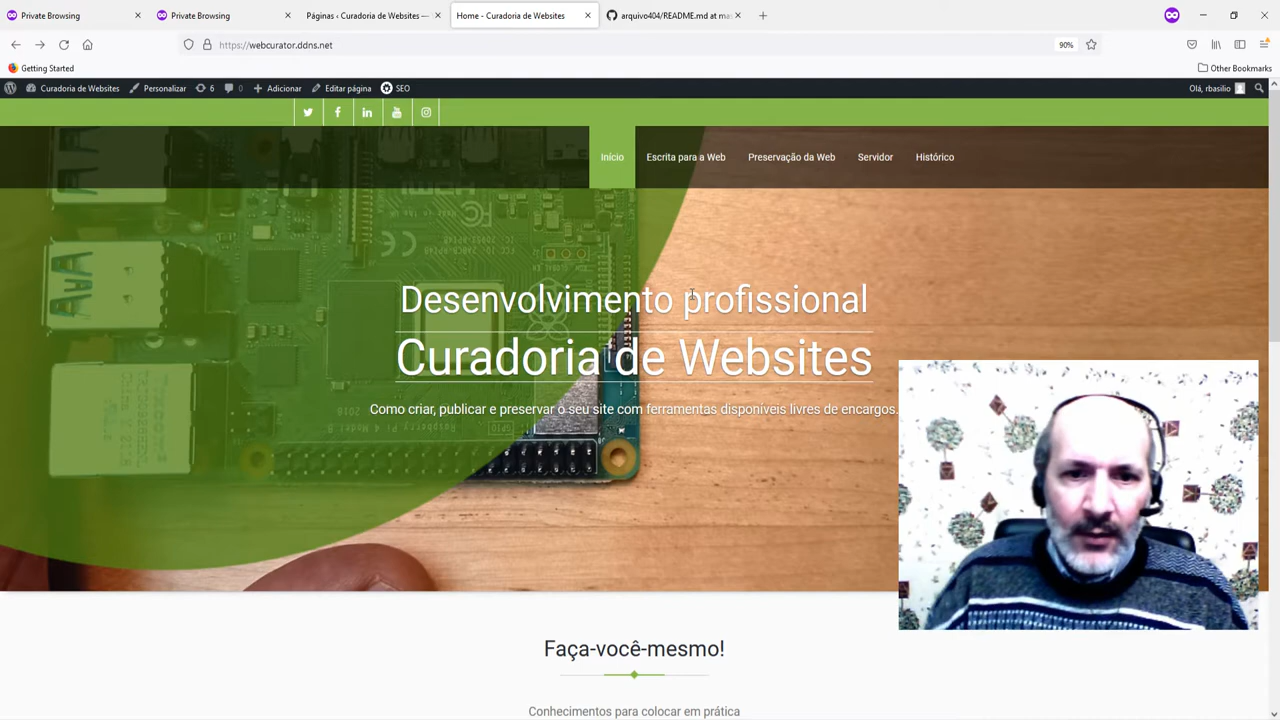 Private Browsing
Private Browsing
Páginas ‹ Curadoria de Websites —
Home - Curadoria de Websites
arquivo404/README.md at ma
https://webcurator.ddns.net
90%
Getting Started
Other Bookmarks
Curadoria de Websites
Personalizar
6
0
Adicionar
Editar página
SEO
Olá, rbasilio
Início
Escrita para a Web
Preservação da Web
Servidor
Histórico
Desenvolvimento profissional
Curadoria de Websites
Como criar, publicar e preservar o seu site com ferramentas disponíveis livres de encargos.
Faça-você-mesmo!
Conhecimentos para colocar em prática